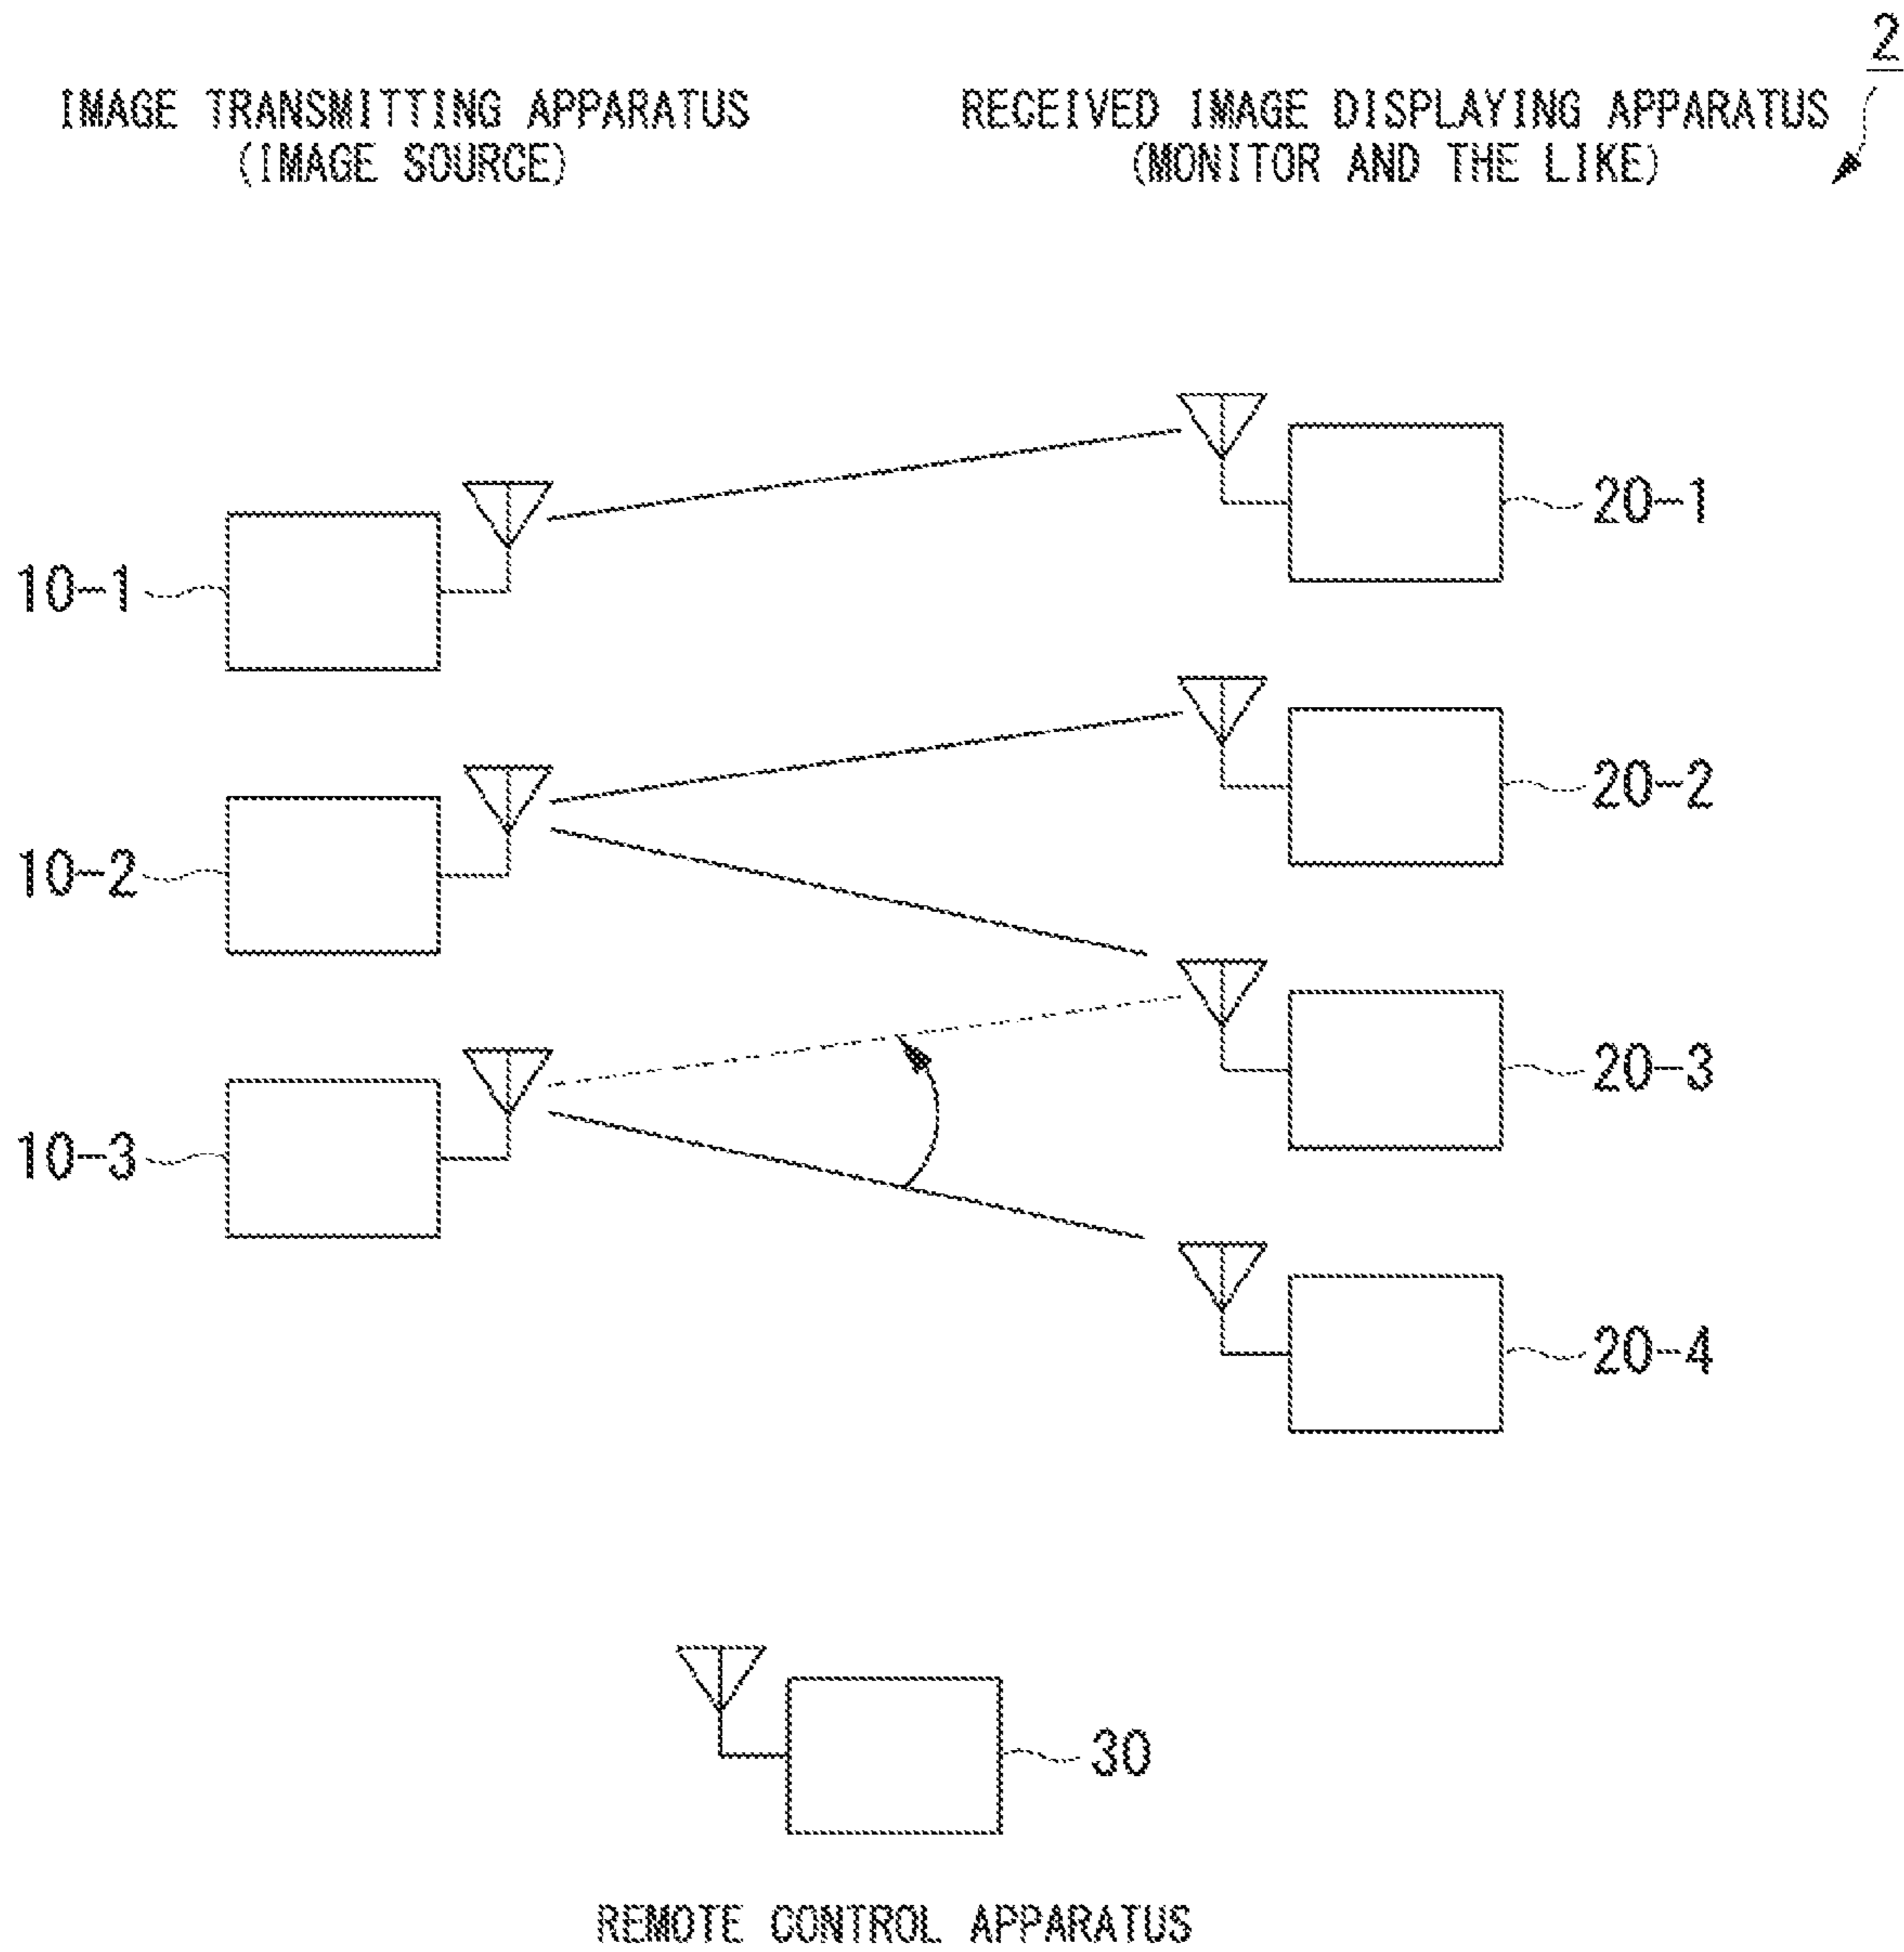 2
IMAGE TRANSMITTING APPARATUS
(IMAGE SOURCE)
RECEIVED IMAGE DISPLAYING APPARATUS
(MONITOR AND THE LIKE)
10-1
20-1
10-2
20-2
10-3
20-3
20-4
30
REMOTE CONTROL APPARATUS